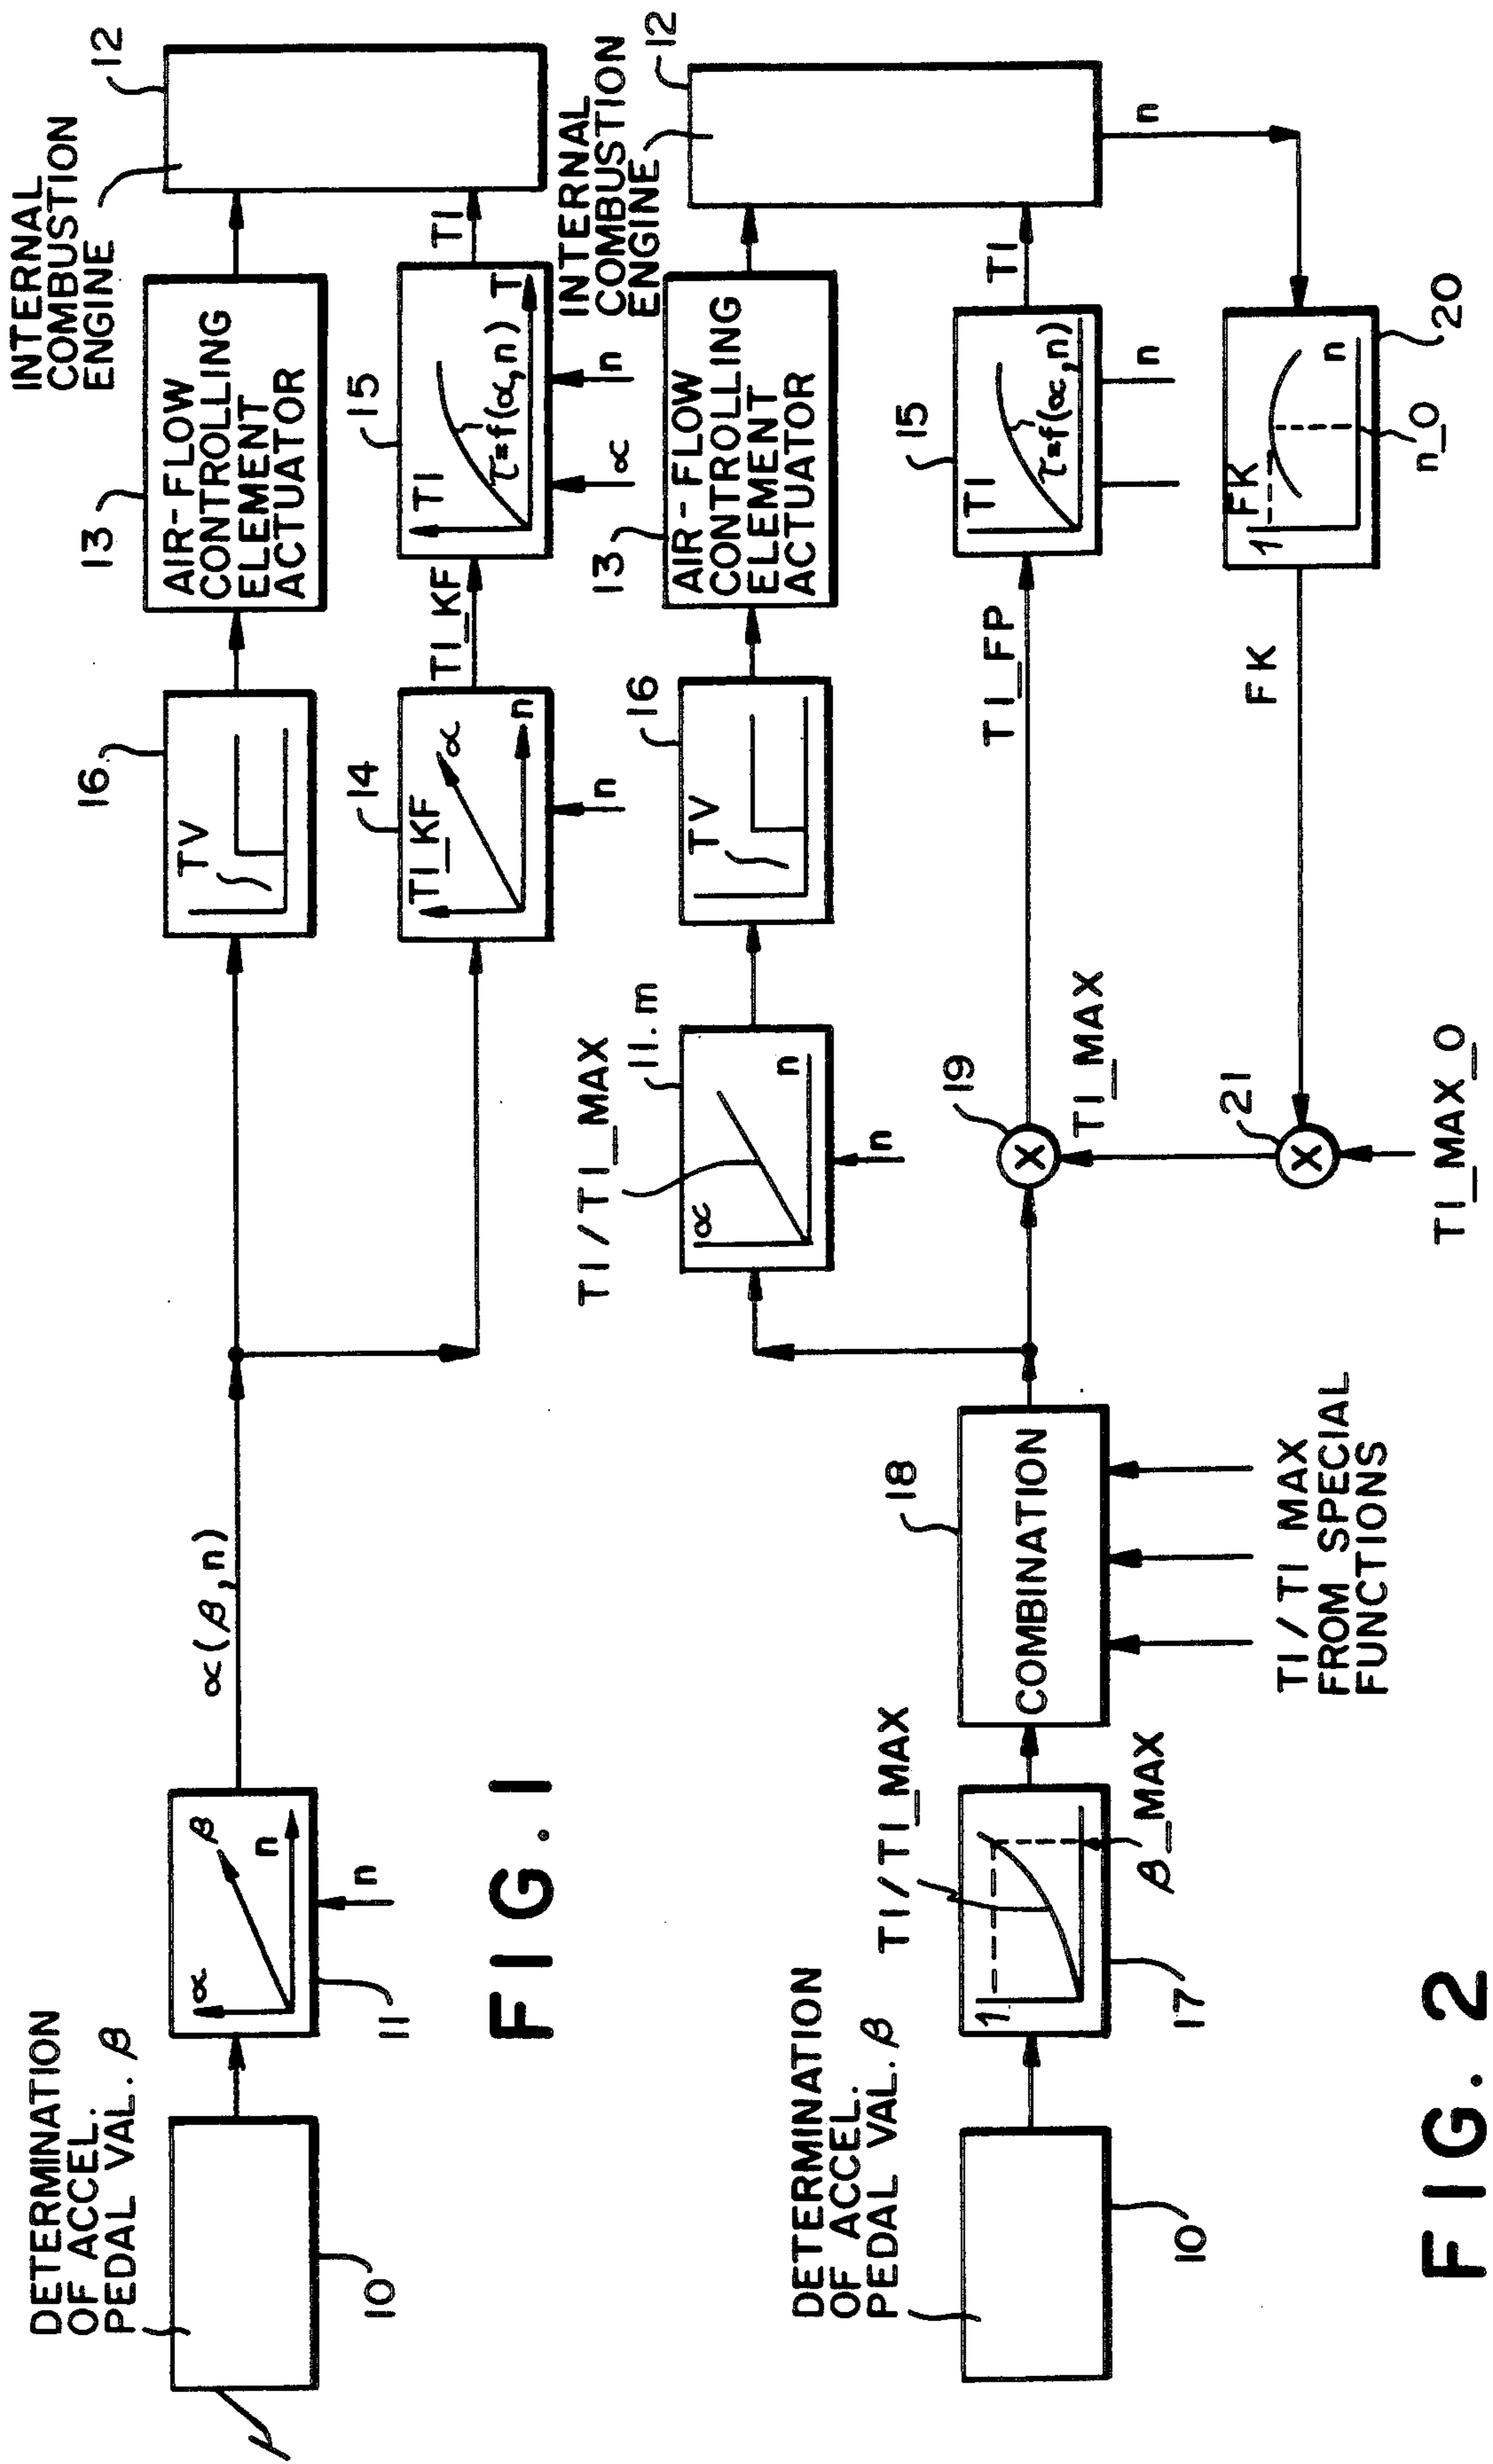 DETERMINATION
OF ACCEL.
PEDAL VAL. β
10
α
β
n
n
11
α(β,n)
16
TV
13
AIR-FLOW
CONTROLLING
ELEMENT
ACTUATOR
INTERNAL
COMBUSTION
ENGINE
12
14
TI_KF
α
n
n
TI_KF
15
TI
T
τ=f(α,n)
α
n
TI
FIG. 1
DETERMINATION
OF ACCEL.
PEDAL VAL. β
10
TI/TI_MAX
1
β_MAX
17
18
COMBINATION
TI/TI MAX
FROM SPECIAL
FUNCTIONS
TI/TI_MAX
11.m
α
n
n
16
TV
13
AIR-FLOW
CONTROLLING
ELEMENT
ACTUATOR
INTERNAL
COMBUSTION
ENGINE
12
19
X
TI_FP
15
TI
τ=f(α,n)
n
TI
n
TI_MAX
21
X
TI_MAX_0
FK
1
FK
n
n_0
20
FIG. 2